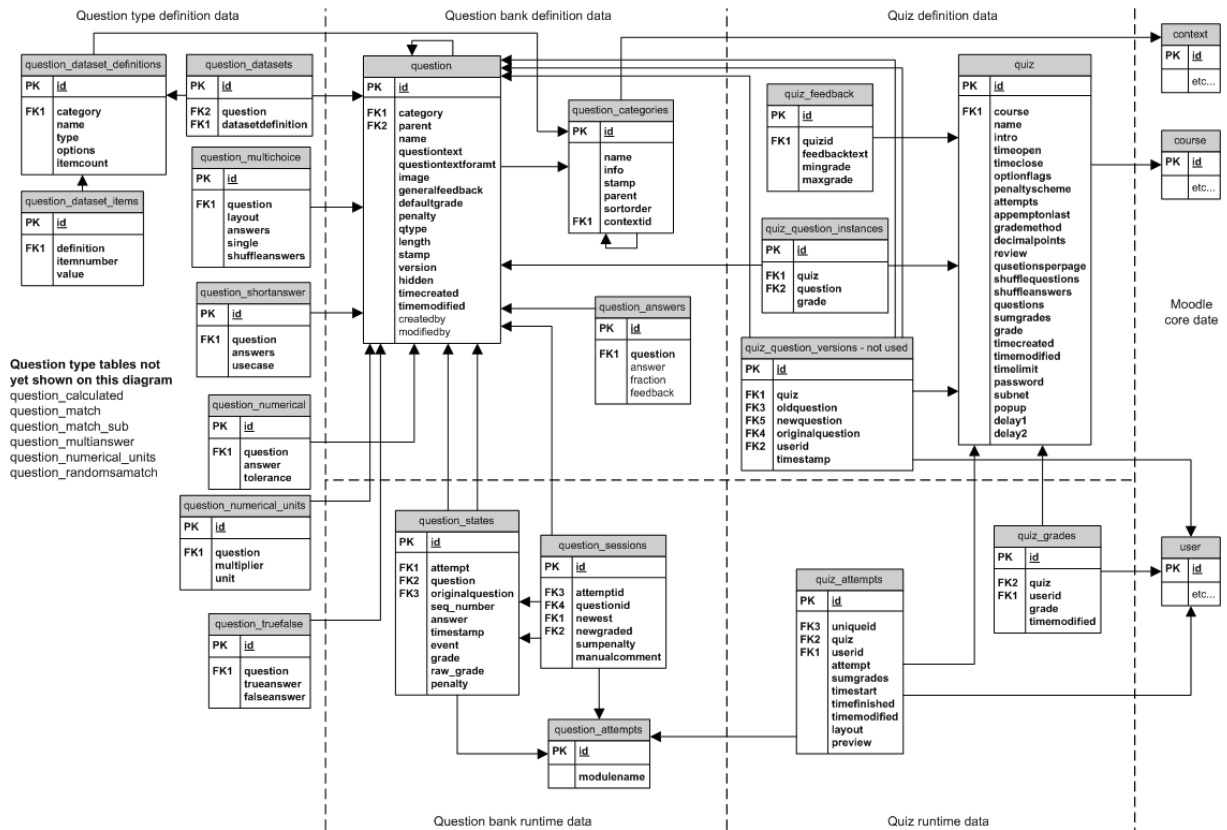 Question type definition data
Question bank definition data
Quiz definition data
question_dataset_definitions
PK id
FK1 category
name
type
options
itemcount
question_datasets
PK id
FK2 question
FK1 datasetdefinition
question_dataset_items
PK id
FK1 definition
itemnumber
value
question_multichoice
PK id
FK1 question
layout
answers
single
shuffleanswers
question_shortanswer
PK id
FK1 question
answers
usecase
Question type tables not
yet shown on this diagram
question_calculated
question_match
question_match_sub
question_multianswer
question_numerical_units
question_randomsamatch
question_numerical
PK id
FK1 question
answer
tolerance
question_numerical_units
PK id
FK1 question
multiplier
unit
question_truefalse
PK id
FK1 question
trueanswer
falseanswer
question
PK id
FK1 category
FK2 parent
name
questiontext
questiontextforamt
image
generalfeedback
defaultgrade
penalty
qtype
length
stamp
version
hidden
timecreated
timemodified
createdby
modifiedby
question_categories
PK id
name
info
stamp
parent
sortorder
FK1 contextid
question_answers
PK id
FK1 question
answer
fraction
feedback
question_states
PK id
FK1 attempt
FK2 question
FK3 originalquestion
seq_number
answer
timestamp
event
grade
raw_grade
penalty
question_sessions
PK id
FK3 attemptid
FK4 questionid
FK1 newest
FK2 newgraded
sumpenalty
manualcomment
question_attempts
PK id
modulename
quiz_feedback
PK id
FK1 quizid
feedbacktext
mingrade
maxgrade
quiz_question_instances
PK id
FK1 quiz
FK2 question
grade
quiz_question_versions - not used
PK id
FK1 quiz
FK3 oldquestion
FK5 newquestion
FK4 originalquestion
FK2 userid
timestamp
quiz
PK id
FK1 course
name
intro
timeopen
timeclose
optionflags
penaltyscheme
attempts
appemptonlast
grademethod
decimalpoints
review
qusetionsperpage
shufflequestions
shuffleanswers
questions
sumgrades
grade
timecreated
timemodified
timelimit
password
subnet
popup
delay1
delay2
quiz_attempts
PK id
FK3 uniqueid
FK2 quiz
FK1 userid
attempt
sumgrades
timestart
timefinished
timemodified
layout
preview
quiz_grades
PK id
FK2 quiz
FK1 userid
grade
timemodified
context
PK id
etc...
course
PK id
etc...
Moodle
core date
user
PK id
etc...
Question bank runtime data
Quiz runtime data